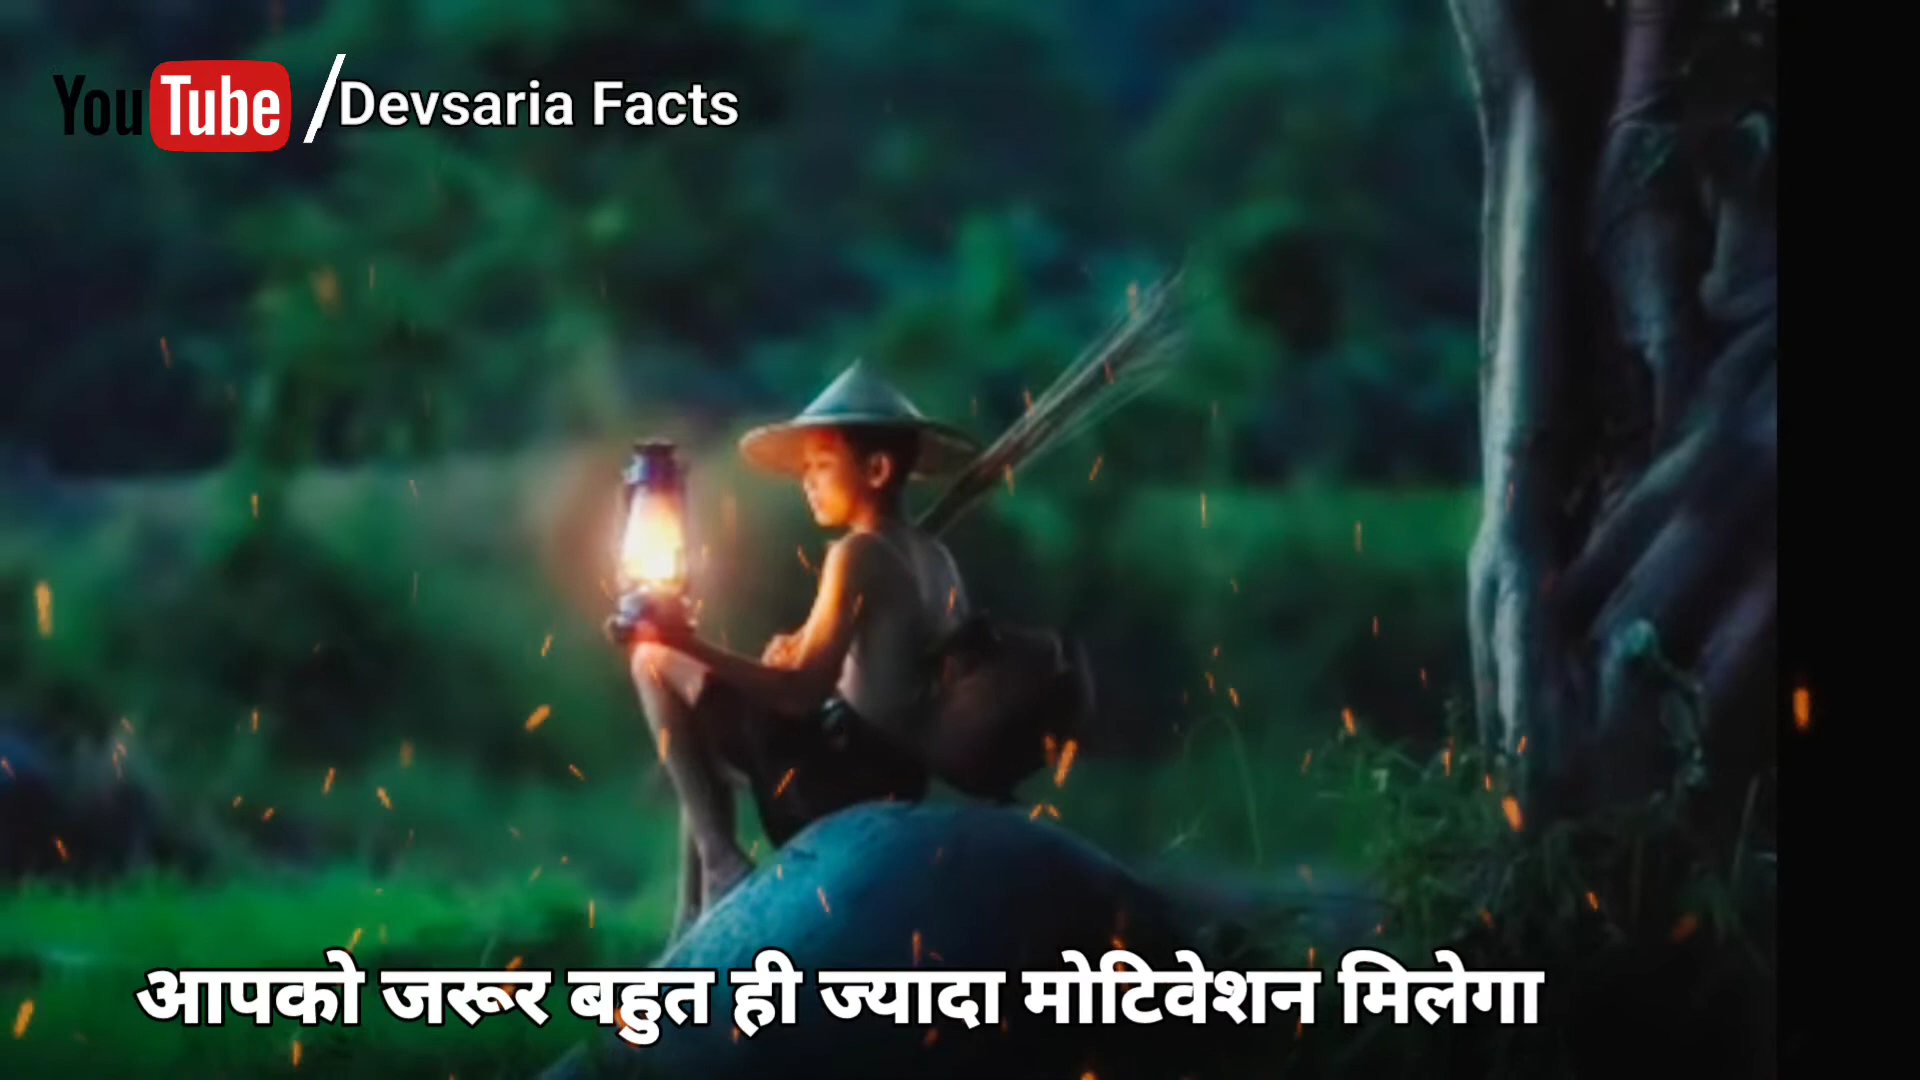 YouTube /Devsaria Facts
आपको जरूर बहुत ही ज्यादा मोटिवेशन मिलेगा